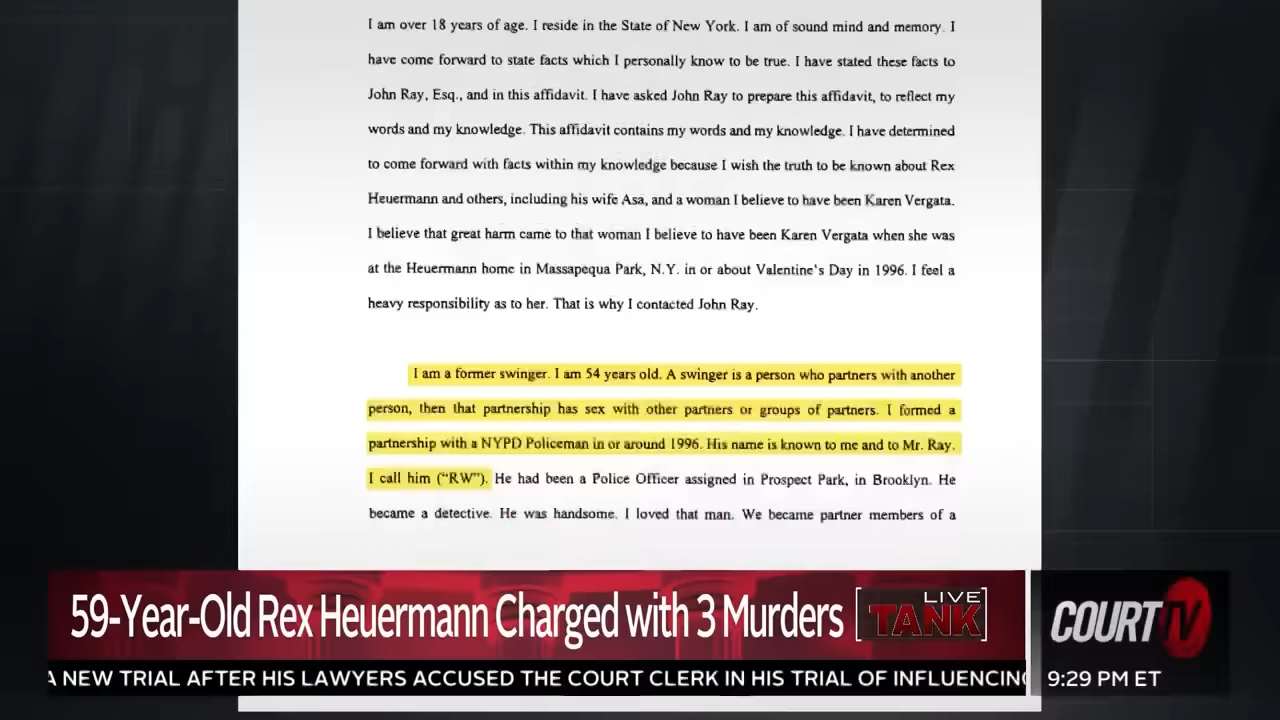 I am over 18 years of age. I reside in the State of New York. I am of sound mind and memory. I
have come forward to state facts which I personally know to be true. I have stated these facts to
John Ray, Esq., and in this affidavit. I have asked John Ray to prepare this affidavit, to reflect my
words and my knowledge. This affidavit contains my words and my knowledge. I have determined
to come forward with facts within my knowledge because I wish the truth to be known about Rex
Heuermann and others, including his wife Asa, and a woman I believe to have been Karen Vergata.
I believe that great harm came to that woman I believe to have been Karen Vergata when she was
at the Heuermann home in Massapequa Park, N.Y. in or about Valentine's Day in 1996. I feel a
heavy responsibility as to her. That is why I contacted John Ray.
I am a former swinger. I am 54 years old. A swinger is a person who partners with another
person, then that partnership has sex with other partners or groups of partners. I formed a
partnership with a NYPD Policeman in or around 1996. His name is known to me and to Mr. Ray.
I call him ("RW"). He had been a Police Officer assigned in Prospect Park, in Brooklyn. He
became a detective. He was handsome. I loved that man. We became partner members of a
59-Year-Old Rex Heuermann Charged with 3 Murders
LIVE
TANK
COURT TV
A NEW TRIAL AFTER HIS LAWYERS ACCUSED THE COURT CLERK IN HIS TRIAL OF INFLUENCING
9:29 PM ET